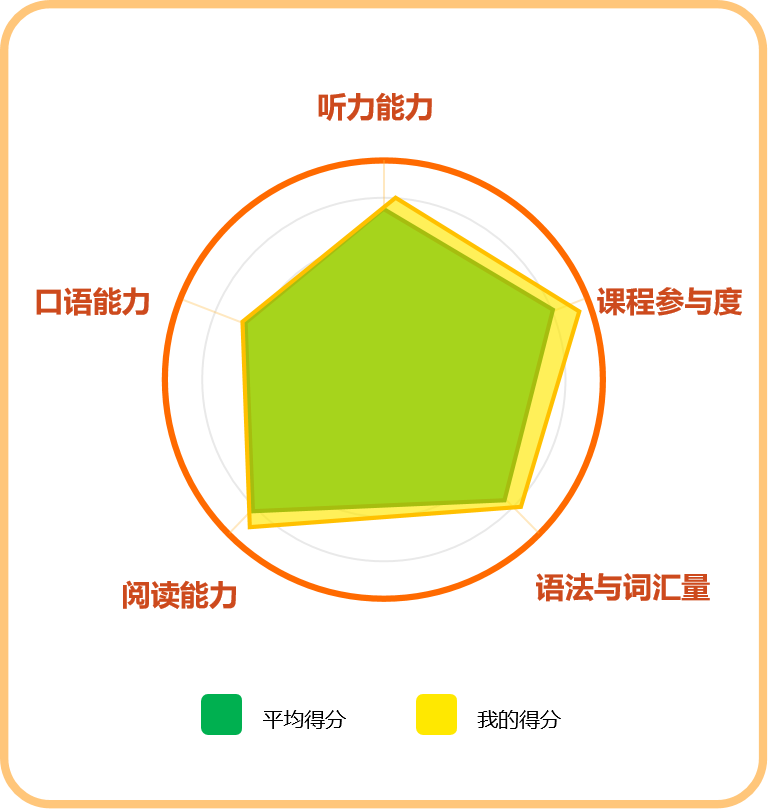 听力能力
口语能力
课程参与度
阅读能力
语法与词汇量
平均得分
我的得分